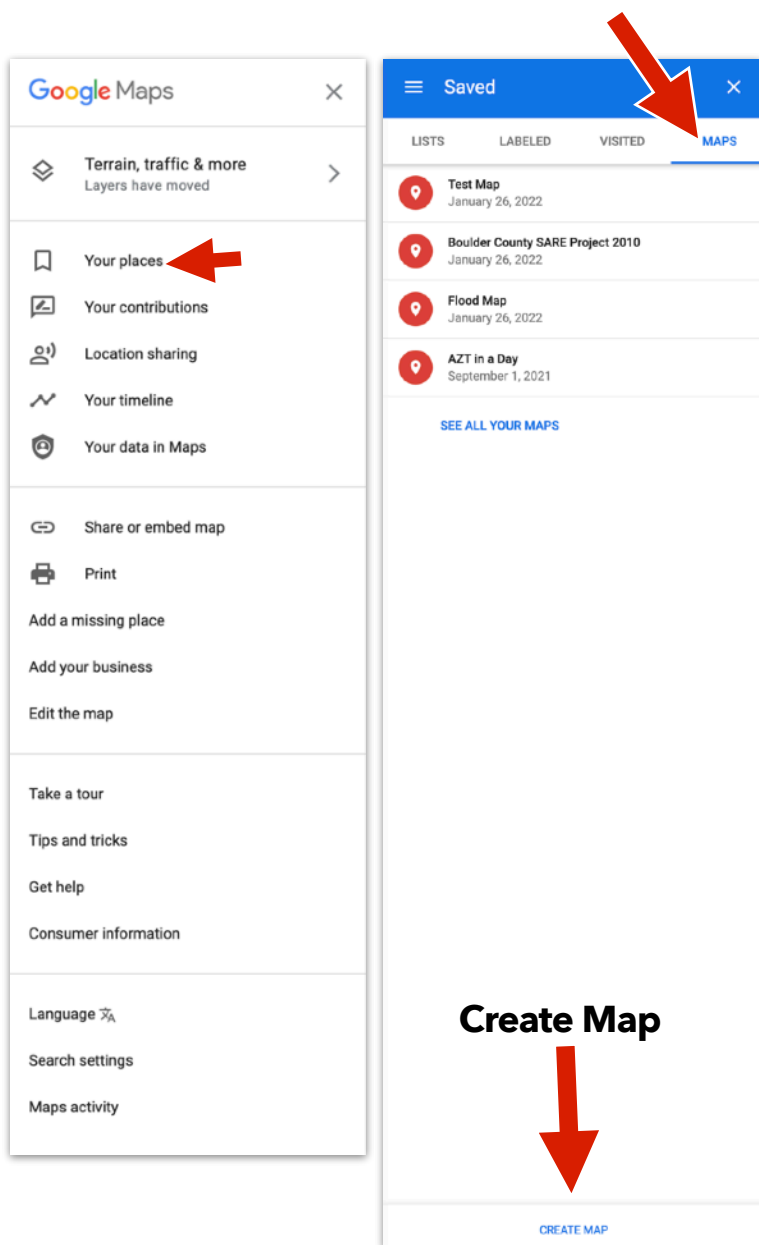 Google Maps
Terrain, traffic & more
Layers have moved
Your places
Your contributions
Location sharing
Your timeline
Your data in Maps
Share or embed map
Print
Add a missing place
Add your business
Edit the map
Take a tour
Tips and tricks
Get help
Consumer information
Language
Search settings
Maps activity
Saved
LISTS LABELED VISITED MAPS
Test Map
January 26, 2022
Boulder County SARE Project 2010
January 26, 2022
Flood Map
January 26, 2022
AZT in a Day
September 1, 2021
SEE ALL YOUR MAPS
Create Map
CREATE MAP